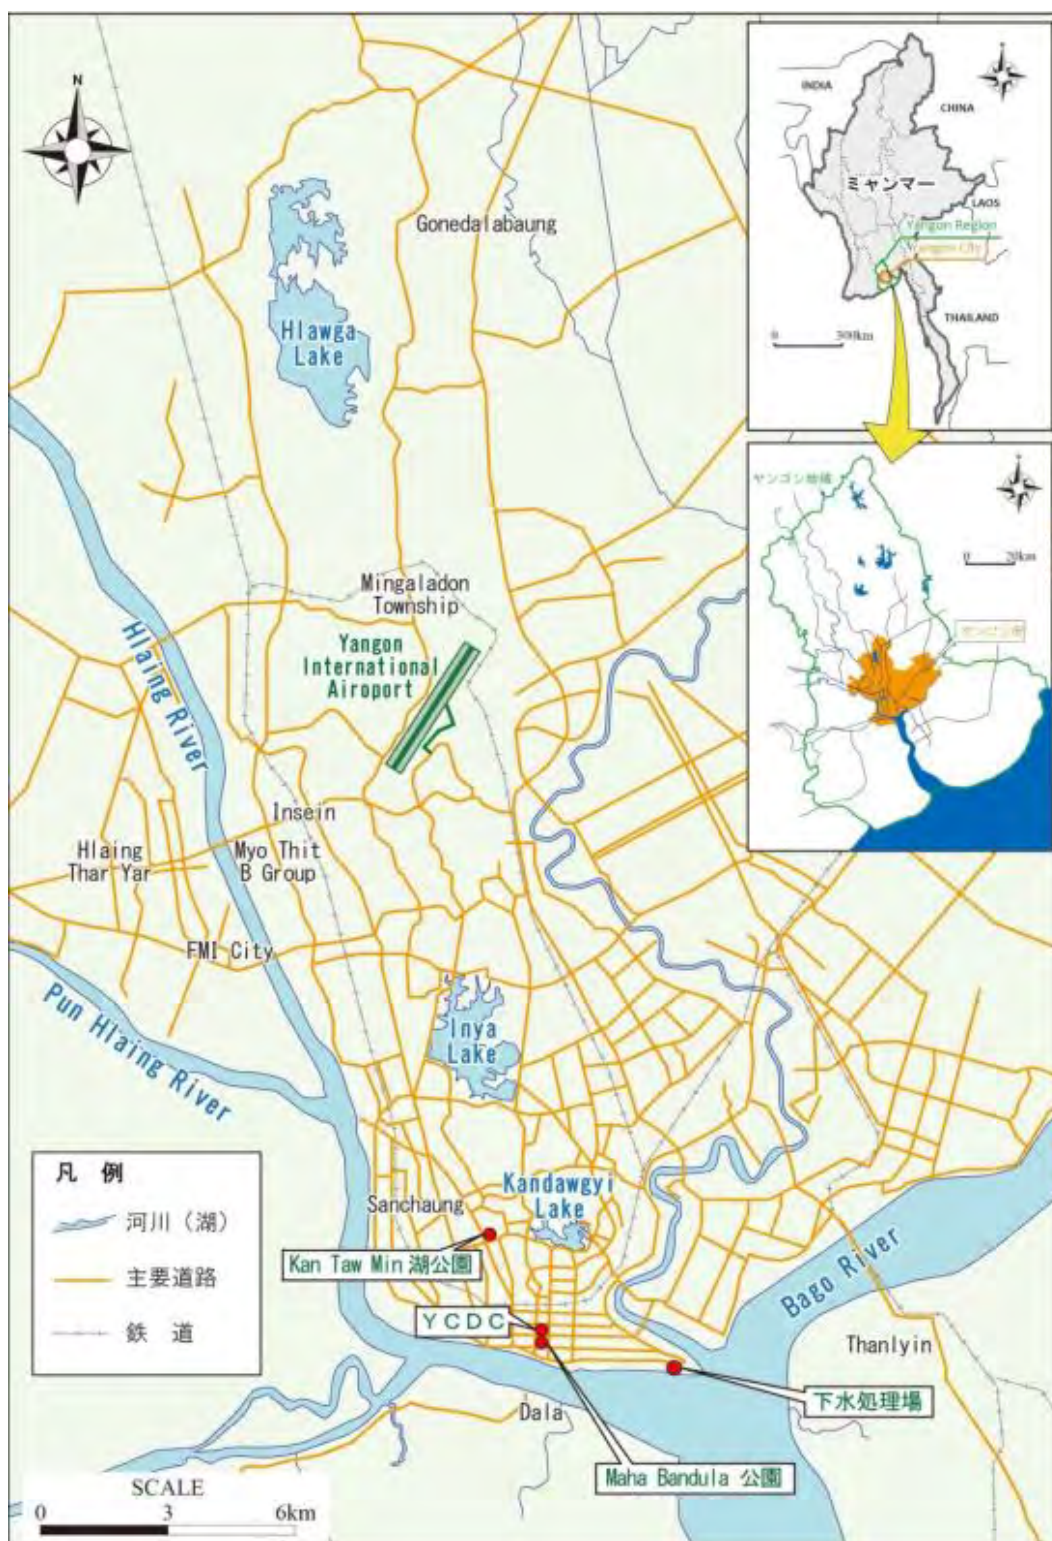 N
Gonedalabaung
Hlawga
Lake
Mingaladon
Township
Yangon
International
Airoport
Hlaing River
Insein
Hlaing
Thar Yar
Myo Thit
B Group
FMI City
Pun Hlaing River
Inya
Lake
Kandawgyi
Lake
Sanchaung
Kan Taw Min 湖公園
YCDC
Bago River
Thanlyin
下水処理場
Dala
Maha Bandula 公園
凡 例
河川（湖）
主要道路
鉄 道
SCALE
0 3 6km
INDIA
CHINA
ミャンマー
LAOS
Yangon Region
Yangon City
THAILAND
0 300km
ヤンゴン地域
0 20km